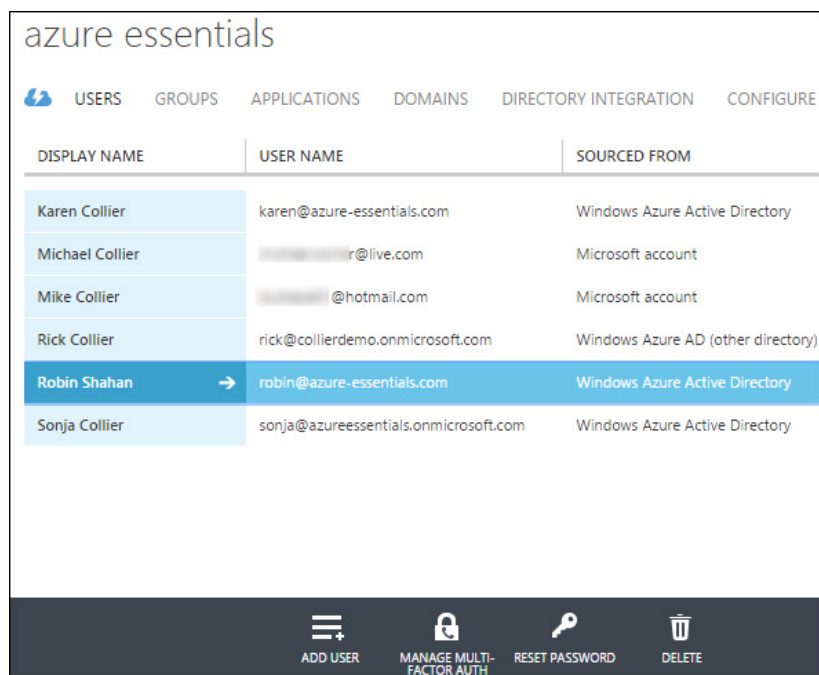 azure essentials
USERS GROUPS APPLICATIONS DOMAINS DIRECTORY INTEGRATION CONFIGURE
DISPLAY NAME USER NAME SOURCED FROM
Karen Collier karen@azure-essentials.com Windows Azure Active Directory
Michael Collier r@live.com Microsoft account
Mike Collier @hotmail.com Microsoft account
Rick Collier rick@collierdemo.onmicrosoft.com Windows Azure AD (other directory)
Robin Shahan robin@azure-essentials.com Windows Azure Active Directory
Sonja Collier sonja@azureessentials.onmicrosoft.com Windows Azure Active Directory
ADD USER MANAGE MULTI- RESET PASSWORD DELETE
FACTOR AUTH